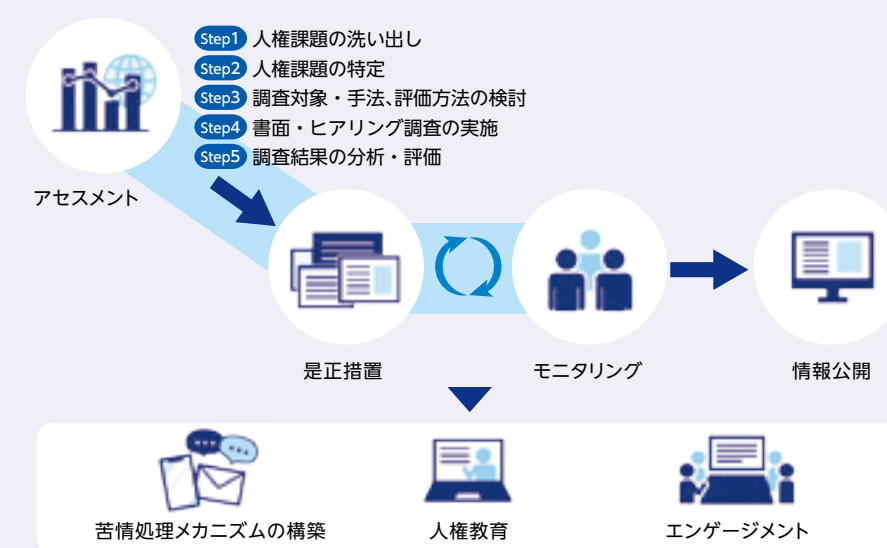 Step1 人権課題の洗い出し
Step2 人権課題の特定
Step3 調査対象・手法、評価方法の検討
Step4 書面・ヒアリング調査の実施
Step5 調査結果の分析・評価
アセスメント
是正措置
モニタリング
情報公開
苦情処理メカニズムの構築
人権教育
エンゲージメント